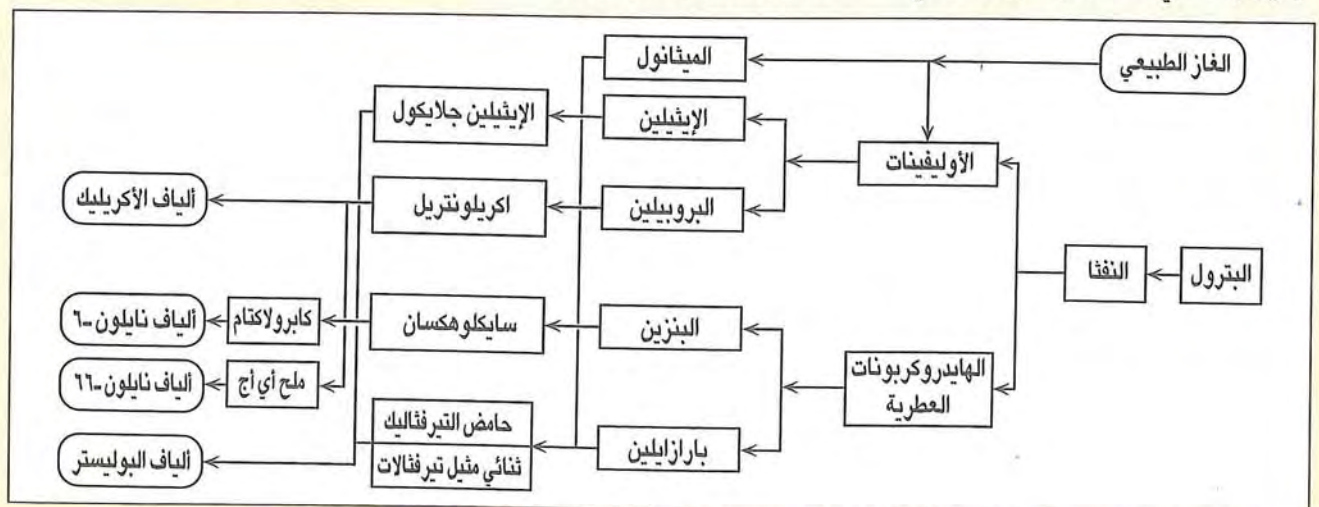 الغاز الطبيعي
الميثانول
الإيثيلين
الإيثيلين جلايكول
الأوليفينات
البروبيلين
اكريلونتريل
ألياف الأكريليك
البترول
النفثا
البنزين
سايكلوهكسان
كابرولاكتام
ألياف نايلون-٦
الهايدروكربونات
العطرية
ملح أي أج
ألياف نايلون-٦٦
بارازايلين
حامض التيرفثاليك
ثنائي مثيل تيرفثالات
ألياف البوليستر